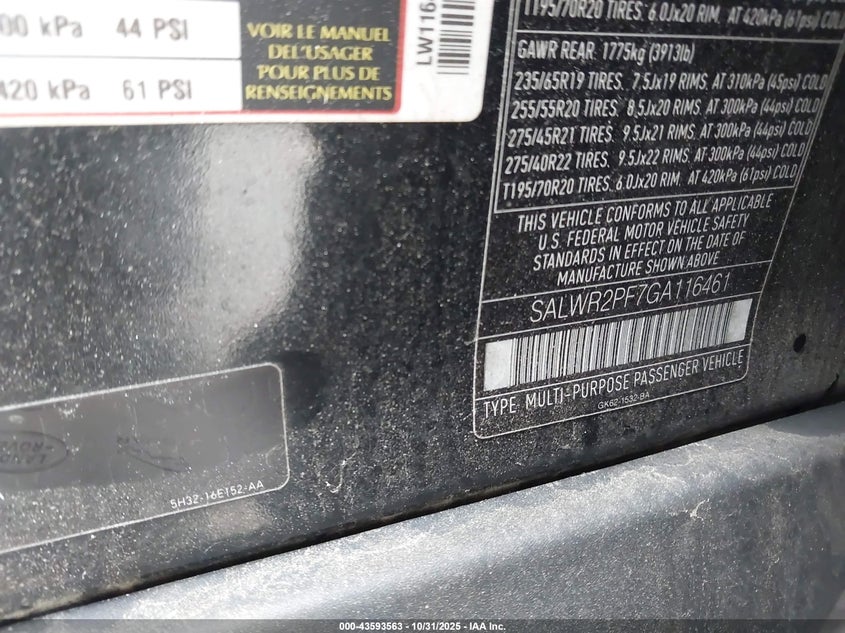 00 kPa 44 PSI
420 kPa 61 PSI
VOIR LE MANUEL
DEL'USAGER
POUR PLUS DE
RENSEIGNEMENTS
LW116
T195/70R20 TIRES. 6.0Jx20 RIM. AT 420kPa (61psi) COLD
GAWR REAR 1775kg (3913lb)
235/65R19 TIRES 7.5Jx19 RIMS, AT 310kPa (45psi) COLD
255/55R20 TIRES 8.5Jx20 RIMS, AT 300kPa (44psi) COLD
275/45R21 TIRES, 9.5Jx21 RIMS, AT 300kPa (44psi) COLD
275/40R22 TIRES, 9.5Jx22 RIMS, AT 300kPa (44psi) COLD
T195/70R20 TIRES, 6.0Jx20 RIM, AT 420kPa (61psi) COLD
THIS VEHICLE CONFORMS TO ALL APPLICABLE
U.S. FEDERAL MOTOR VEHICLE SAFETY
STANDARDS IN EFFECT ON THE DATE OF
MANUFACTURE SHOWN ABOVE
SALWR2PF7GA116461
TYPE MULTI-PURPOSE PASSENGER VEHICLE
GK62-1532-BA
5H32-16E152-AA
000-43593563 - 10/31/2025 - IAA Inc.